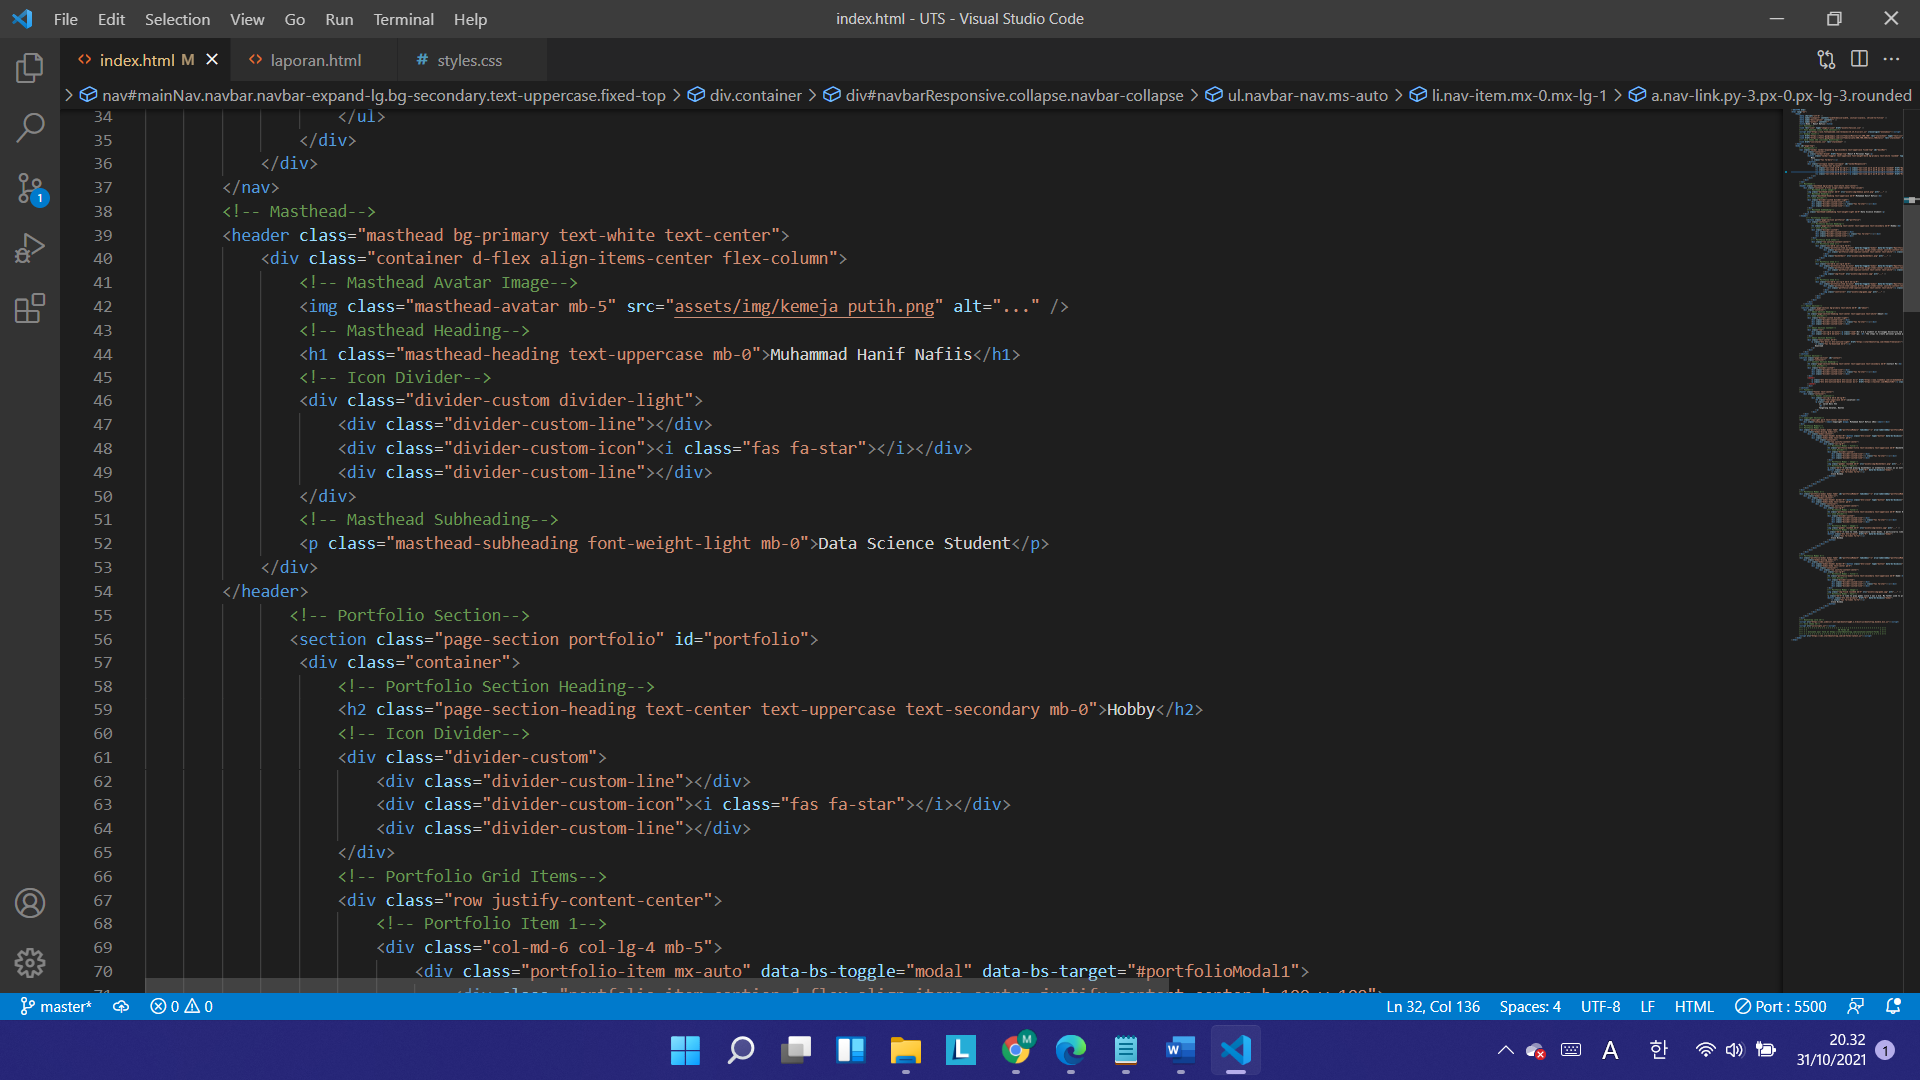 File Edit Selection View Go Run Terminal Help
index.html - UTS - Visual Studio Code
index.html M
laporan.html
# styles.css
nav#mainNav.navbar.navbar-expand-lg.bg-secondary.text-uppercase.fixed-top > div.container > div#navbarResponsive.collapse.navbar-collapse > ul.navbar-nav.ms-auto > li.nav-item.mx-0.mx-lg-1 > a.nav-link.py-3.px-0.px-lg-3.rounded
34 </ul>
35 </div>
36 </div>
37 </nav>
38 <!-- Masthead-->
39 <header class="masthead bg-primary text-white text-center">
40 <div class="container d-flex align-items-center flex-column">
41 <!-- Masthead Avatar Image-->
42 <img class="masthead-avatar mb-5" src="assets/img/kemeja putih.png" alt="..." />
43 <!-- Masthead Heading-->
44 <h1 class="masthead-heading text-uppercase mb-0">Muhammad Hanif Nafiis</h1>
45 <!-- Icon Divider-->
46 <div class="divider-custom divider-light">
47 <div class="divider-custom-line"></div>
48 <div class="divider-custom-icon"><i class="fas fa-star"></i></div>
49 <div class="divider-custom-line"></div>
50 </div>
51 <!-- Masthead Subheading-->
52 <p class="masthead-subheading font-weight-light mb-0">Data Science Student</p>
53 </div>
54 </header>
55 <!-- Portfolio Section-->
56 <section class="page-section portfolio" id="portfolio">
57 <div class="container">
58 <!-- Portfolio Section Heading-->
59 <h2 class="page-section-heading text-center text-uppercase text-secondary mb-0">Hobby</h2>
60 <!-- Icon Divider-->
61 <div class="divider-custom">
62 <div class="divider-custom-line"></div>
63 <div class="divider-custom-icon"><i class="fas fa-star"></i></div>
64 <div class="divider-custom-line"></div>
65 </div>
66 <!-- Portfolio Grid Items-->
67 <div class="row justify-content-center">
68 <!-- Portfolio Item 1-->
69 <div class="col-md-6 col-lg-4 mb-5">
70 <div class="portfolio-item mx-auto" data-bs-toggle="modal" data-bs-target="#portfolioModal1">
master* 0 0 Ln 32, Col 136 Spaces: 4 UTF-8 LF HTML Port : 5500
1
L M W A 한 20.32
31/10/2021 1